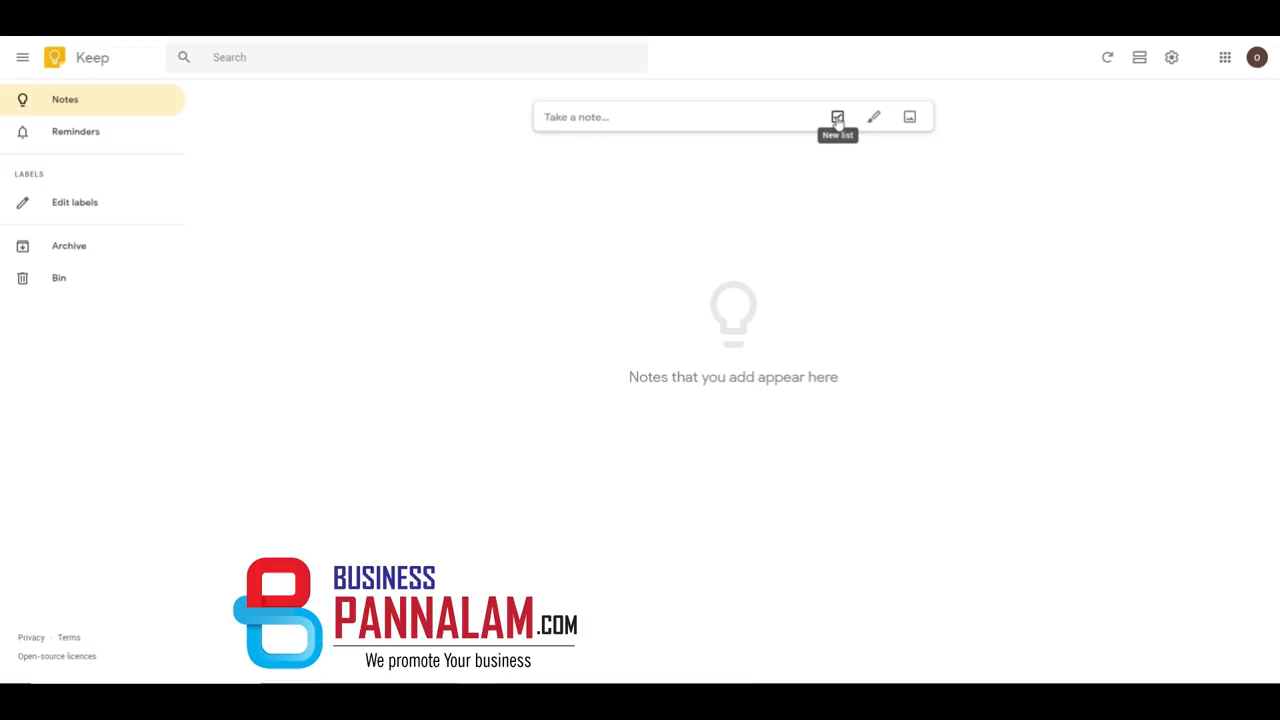 Keep
Search
O
Notes
Reminders
LABELS
Edit labels
Archive
Bin
Take a note...
New list
Notes that you add appear here
BUSINESS
PANNALAM.COM
We promote Your business
Privacy · Terms
Open-source licences